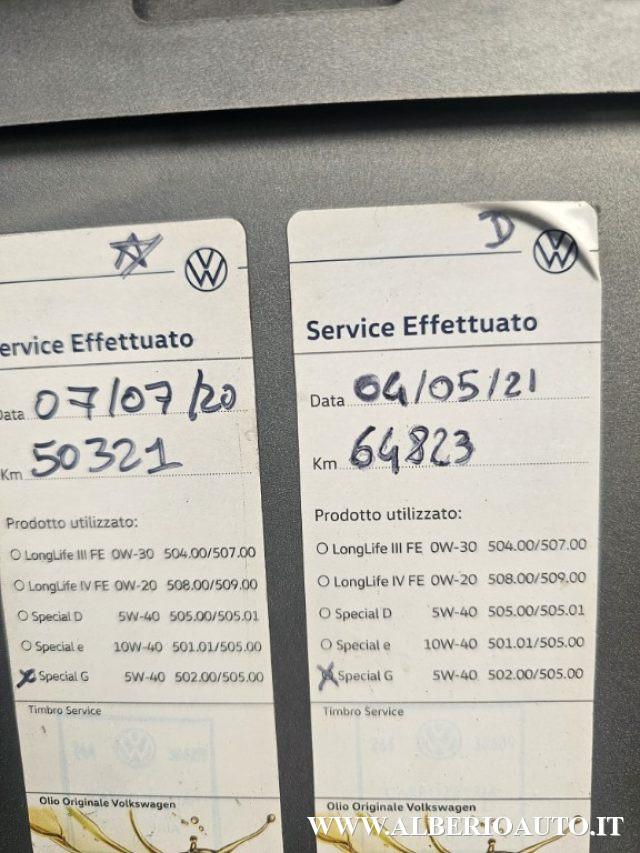 ervice Effettuato
Data 07/07/20
Km 50321
Prodotto utilizzato:
LongLife III FE 0W-30 504.00/507.00
LongLife IV FE 0W-20 508.00/509.00
Special D 5W-40 505.00/505.01
Special e 10W-40 501.01/505.00
X Special G 5W-40 502.00/505.00
Timbro Service
Olio Originale Volkswagen
D
Service Effettuato
Data 04/05/21
Km 64823
Prodotto utilizzato:
LongLife III FE 0W-30 504.00/507.00
LongLife IV FE 0W-20 508.00/509.00
Special D 5W-40 505.00/505.01
Special e 10W-40 501.01/505.00
X Special G 5W-40 502.00/505.00
Timbro Service
Olio Originale Volkswagen
WWW.ALBERIOAUTO.IT